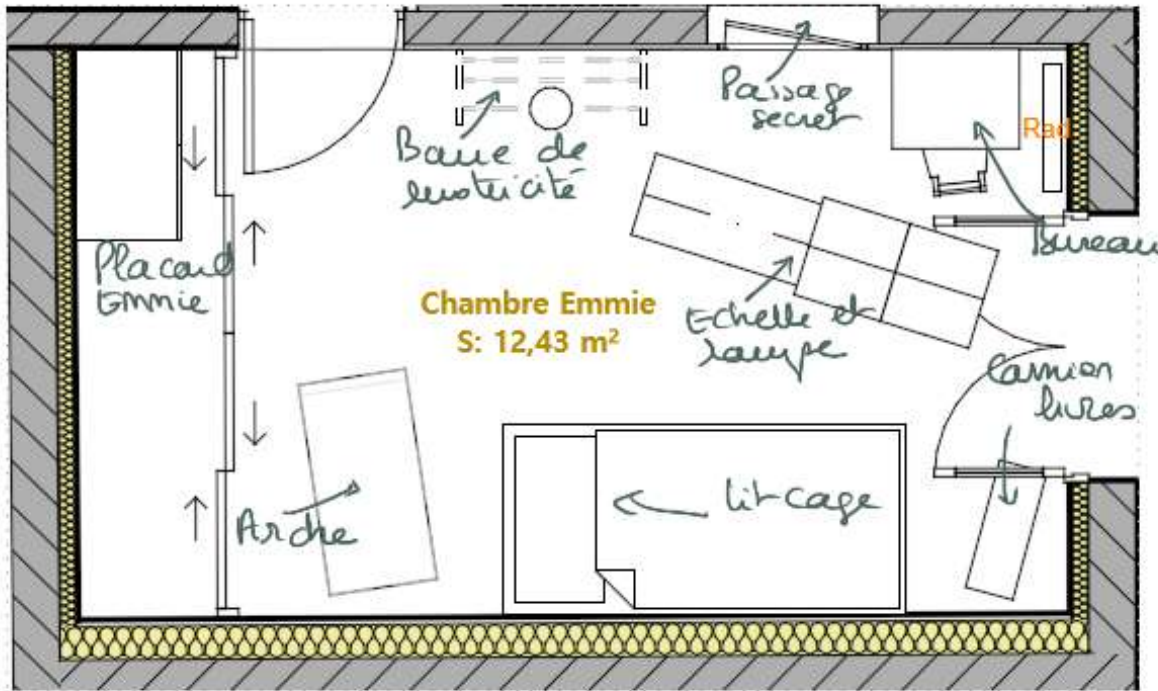 Passage
secret
Rad
Barre de
motricité
Bureau
Placard
Emmie
Chambre Emmie
S: 12,43 m²
Echelle et
rampe
Camion
livres
Lit cage
Arche